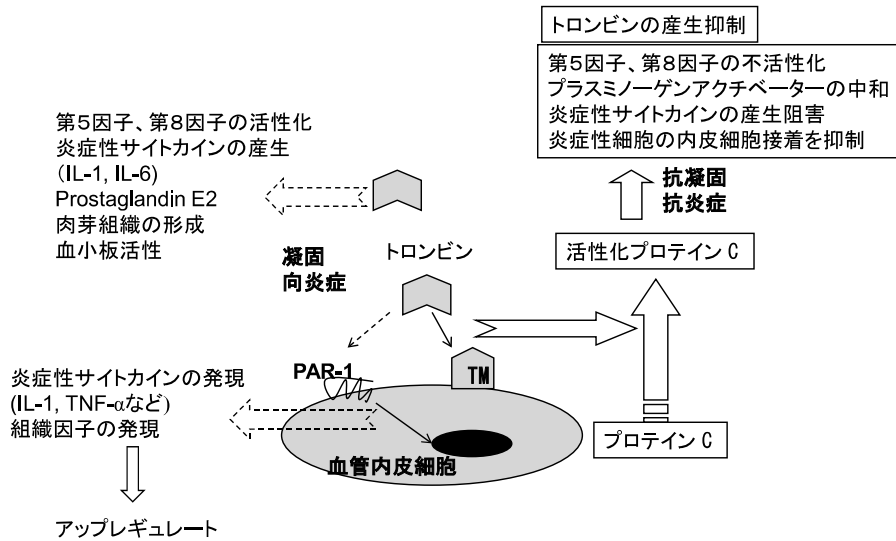 トロンビンの産生抑制
第5因子、第8因子の不活性化
プラスミノーゲンアクチベーターの中和
炎症性サイトカインの産生阻害
炎症性細胞の内皮細胞接着を抑制
第5因子、第8因子の活性化
炎症性サイトカインの産生
(IL-1, IL-6)
Prostaglandin E2
肉芽組織の形成
血小板活性
抗凝固
抗炎症
凝固
向炎症
トロンビン
活性化プロテイン C
PAR-1
TM
炎症性サイトカインの発現
(IL-1, TNF-αなど)
組織因子の発現
血管内皮細胞
プロテイン C
アップレギュレート